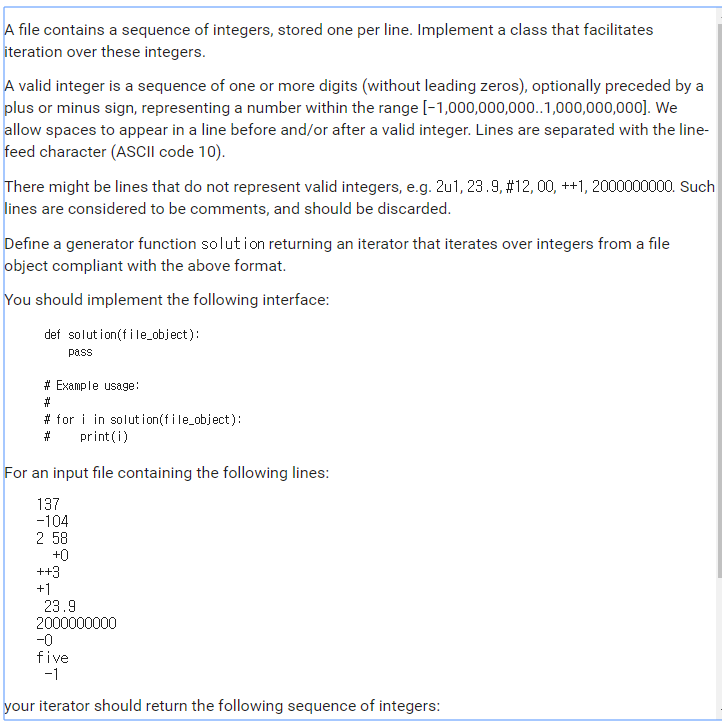 A file contains a sequence of integers, stored one per line. Implement a class that facilitates
iteration over these integers.
A valid integer is a sequence of one or more digits (without leading zeros), optionally preceded by a
plus or minus sign, representing a number within the range [-1,000,000,000..1,000,000,000]. We
allow spaces to appear in a line before and/or after a valid integer. Lines are separated with the line-
feed character (ASCII code 10).
There might be lines that do not represent valid integers, e.g. 2u1, 23.9, #12, 00, ++1, 2000000000. Such
lines are considered to be comments, and should be discarded.
Define a generator function solution returning an iterator that iterates over integers from a file
object compliant with the above format.
You should implement the following interface:
def solution(file_object):
    pass
# Example usage:
#
# for i in solution(file_object):
#    print(i)
For an input file containing the following lines:
137
-104
2 58
  +0
++3
+1
 23.9
2000000000
-0
five
 -1
your iterator should return the following sequence of integers: